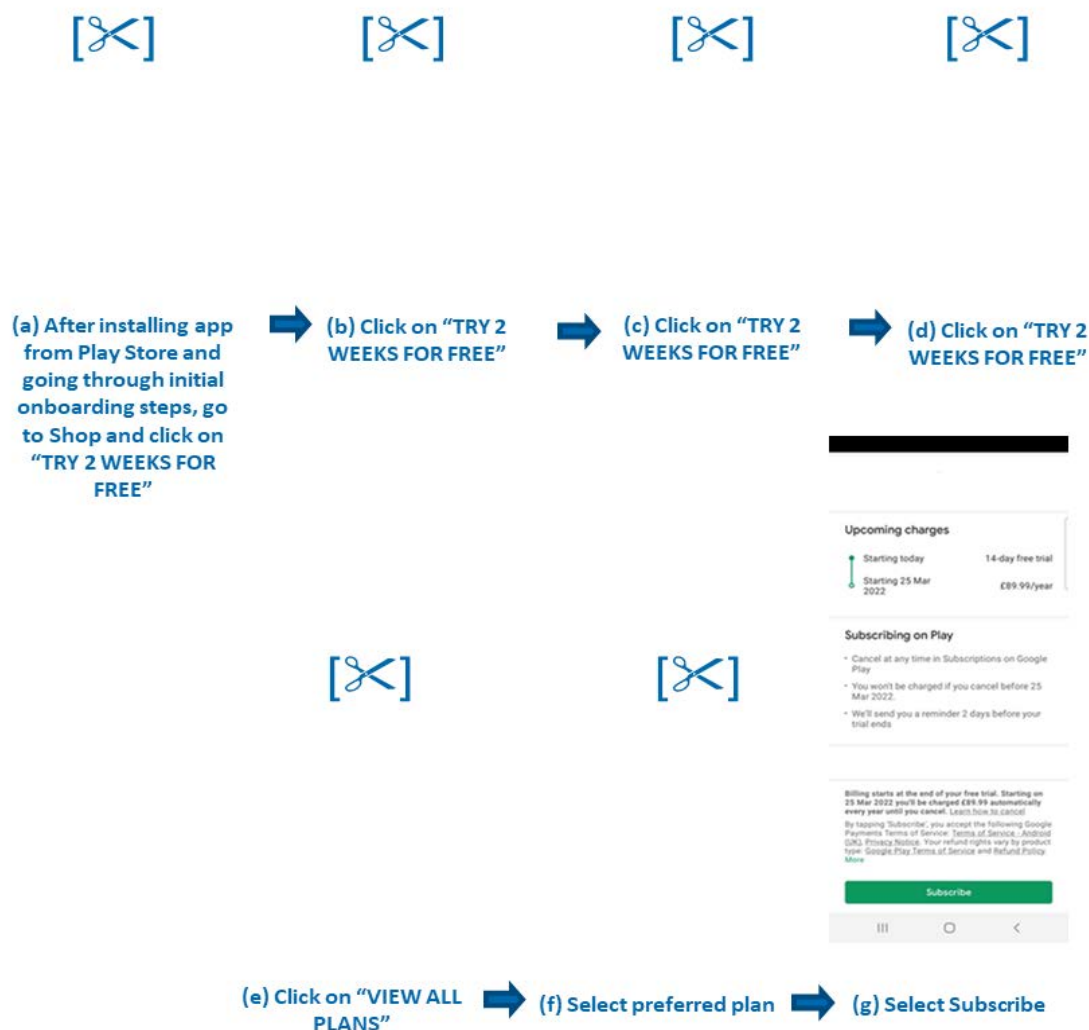 [✂]
[✂]
[✂]
[✂]
(a) After installing app
from Play Store and
going through initial
onboarding steps, go
to Shop and click on
“TRY 2 WEEKS FOR
FREE”
(b) Click on “TRY 2
WEEKS FOR FREE”
(c) Click on “TRY 2
WEEKS FOR FREE”
(d) Click on “TRY 2
WEEKS FOR FREE”
[✂]
[✂]
Upcoming charges
Starting today 14-day free trial
Starting 25 Mar
2022 £89.99/year
Subscribing on Play
• Cancel at any time in Subscriptions on Google
Play
• You won't be charged if you cancel before 25
Mar 2022.
• We'll send you a reminder 2 days before your
trial ends
Billing starts at the end of your free trial. Starting on
25 Mar 2022 you'll be charged £89.99 automatically
every year until you cancel. Learn how to cancel
By tapping 'Subscribe', you accept the following Google
Payments Terms of Service: Terms of Service - Android
(UK), Privacy Notice. Your refund rights vary by product
type: Google Play Terms of Service and Refund Policy.
More
Subscribe
(e) Click on “VIEW ALL
PLANS”
(f) Select preferred plan
(g) Select Subscribe